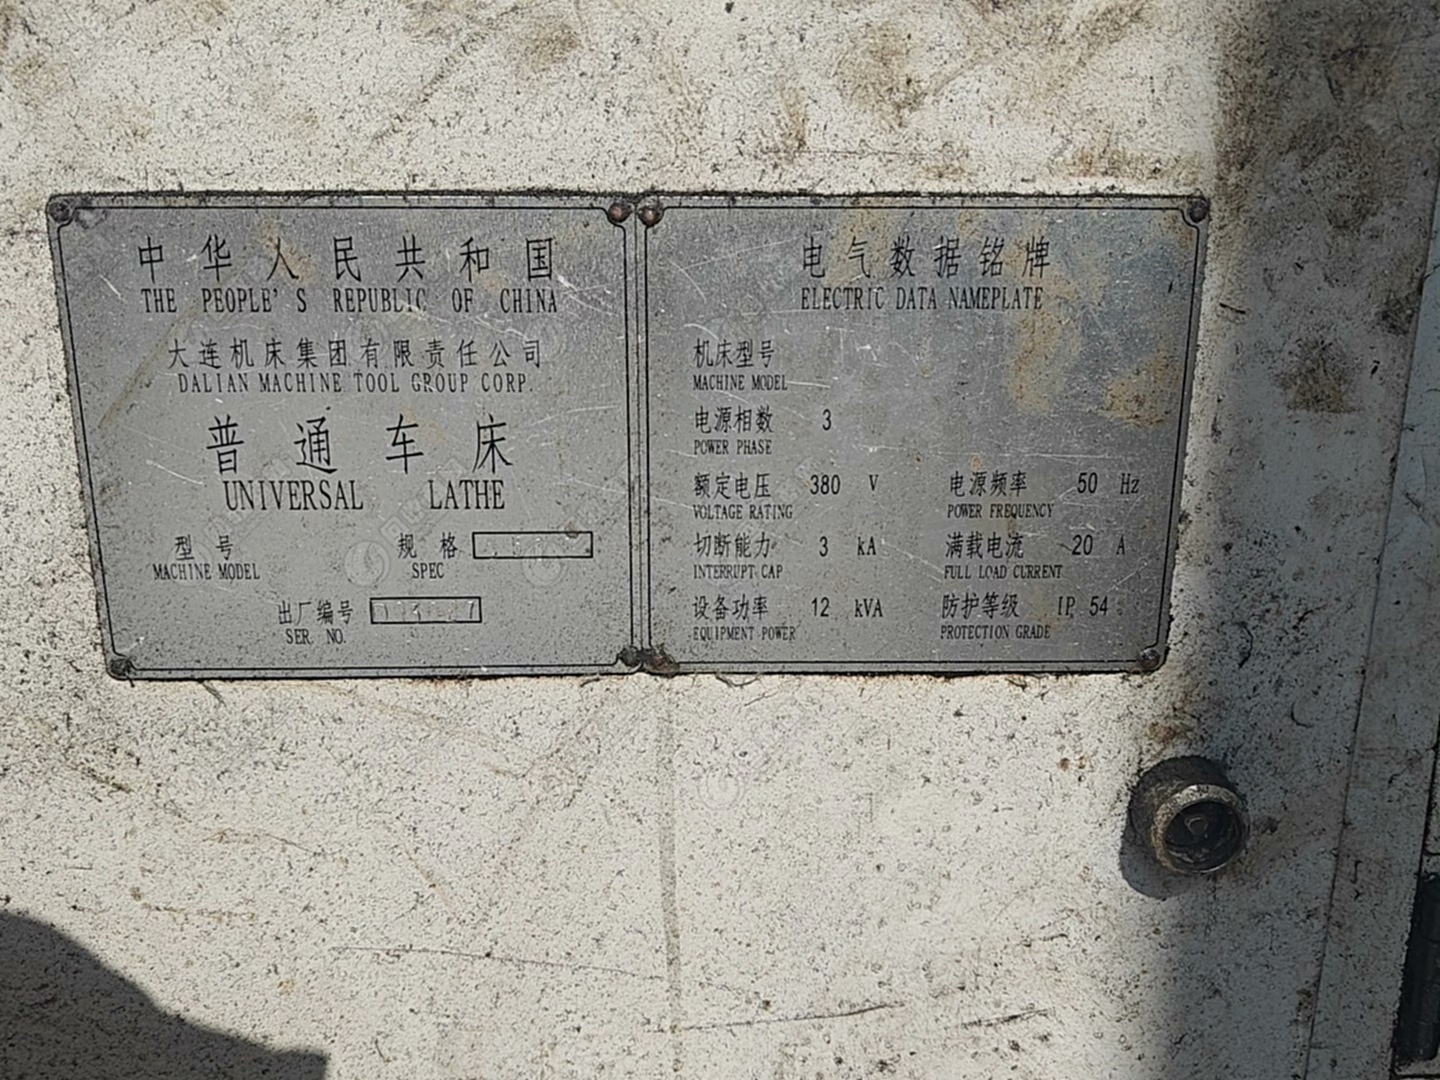 中华人民共和国
THE PEOPLE'S REPUBLIC OF CHINA
大连机床集团有限责任公司
DALIAN MACHINE TOOL GROUP CORP.
普通车床
UNIVERSAL LATHE
型号 规格
MACHINE MODEL SPEC
出厂编号
SER. NO.
电气数据铭牌
ELECTRIC DATA NAMEPLATE
机床型号
MACHINE MODEL
电源相数 3
POWER PHASE
额定电压 380 V 电源频率 50 Hz
VOLTAGE RATING POWER FREQUENCY
切断能力 3 kA 满载电流 20 A
INTERRUPT CAP FULL LOAD CURRENT
设备功率 12 kVA 防护等级 IP 54
EQUIPMENT POWER PROTECTION GRADE